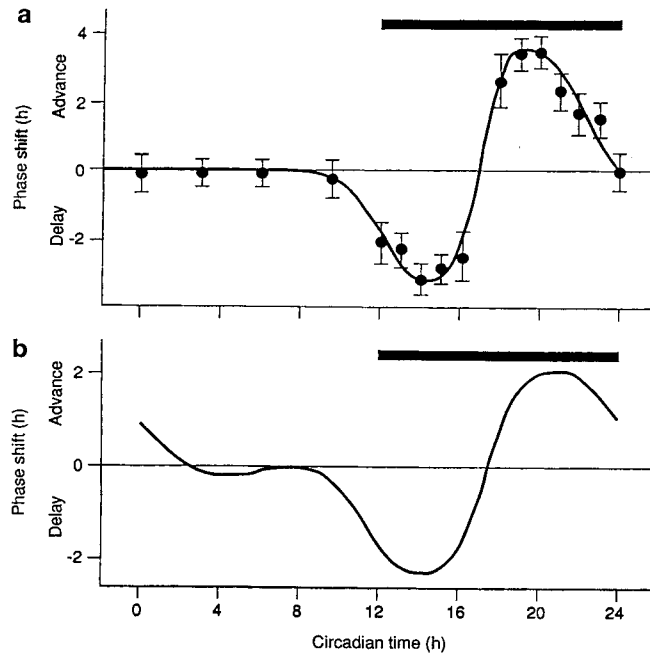 a
4
2
0
-2
Advance
Delay
Phase shift (h)
b
2
0
-2
Advance
Delay
Phase shift (h)
0
4
8
12
16
20
24
Circadian time (h)